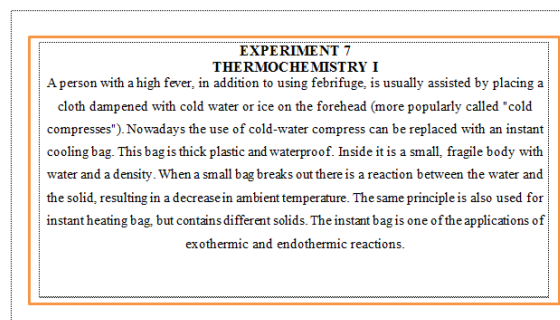 EXPERIMENT 7
THERMOCHEMISTRY I
A person with a high fever, in addition to using febrifuge, is usually assisted by placing a
cloth dampened with cold water or ice on the forehead (more popularly called "cold
compresses"). Nowadays the use of cold-water compress can be replaced with an instant
cooling bag. This bag is thick plastic and waterproof. Inside it is a small, fragile body with
water and a density. When a small bag breaks out there is a reaction between the water and
the solid, resulting in a decrease in ambient temperature. The same principle is also used for
instant heating bag, but contains different solids. The instant bag is one of the applications of
exothermic and endothermic reactions.